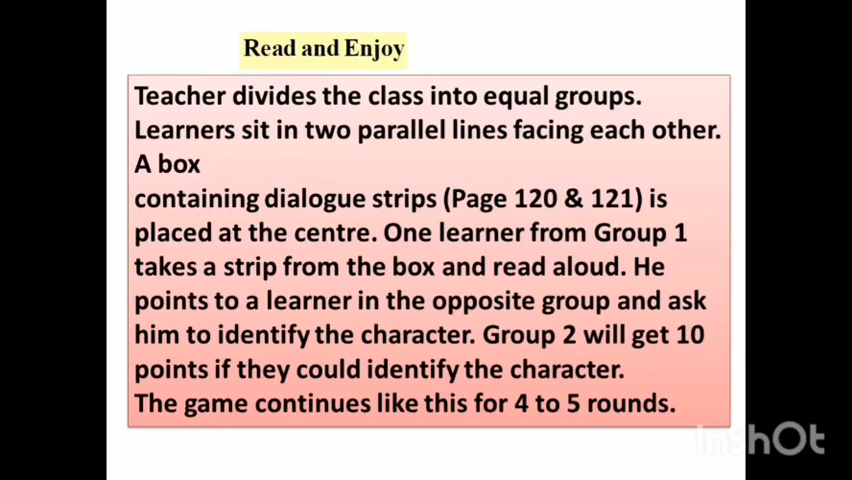 Read and Enjoy
Teacher divides the class into equal groups.
Learners sit in two parallel lines facing each other.
A box
containing dialogue strips (Page 120 & 121) is
placed at the centre. One learner from Group 1
takes a strip from the box and read aloud. He
points to a learner in the opposite group and ask
him to identify the character. Group 2 will get 10
points if they could identify the character.
The game continues like this for 4 to 5 rounds.
InShOt